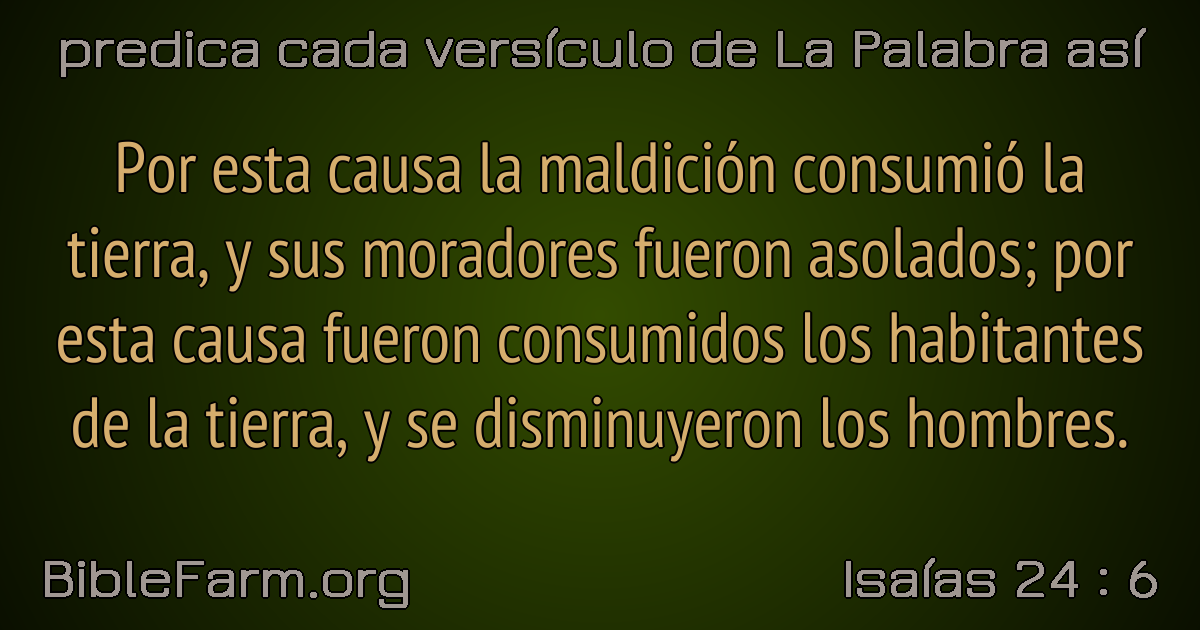 predica cada versículo de La Palabra así
Por esta causa la maldición consumió la
tierra, y sus moradores fueron asolados; por
esta causa fueron consumidos los habitantes
de la tierra, y se disminuyeron los hombres.
BibleFarm.org
Isaías 24 : 6